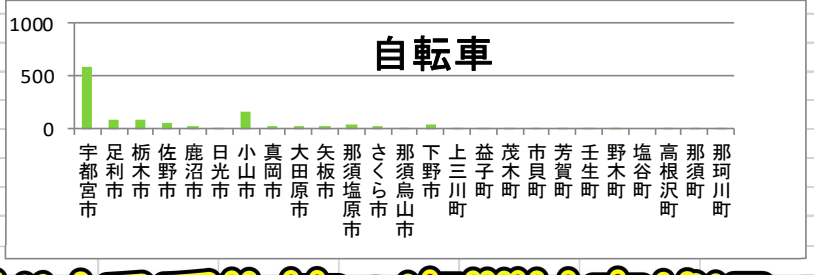 自転車
1000
500
0
宇都宮市
足利市
栃木市
佐野市
鹿沼市
日光市
小山市
真岡市
大田原市
矢板市
那須塩原市
さくら市
那須烏山市
下野市
上三川町
益子町
茂木町
市貝町
芳賀町
壬生町
野木町
塩谷町
高根沢町
那須町
那珂川町